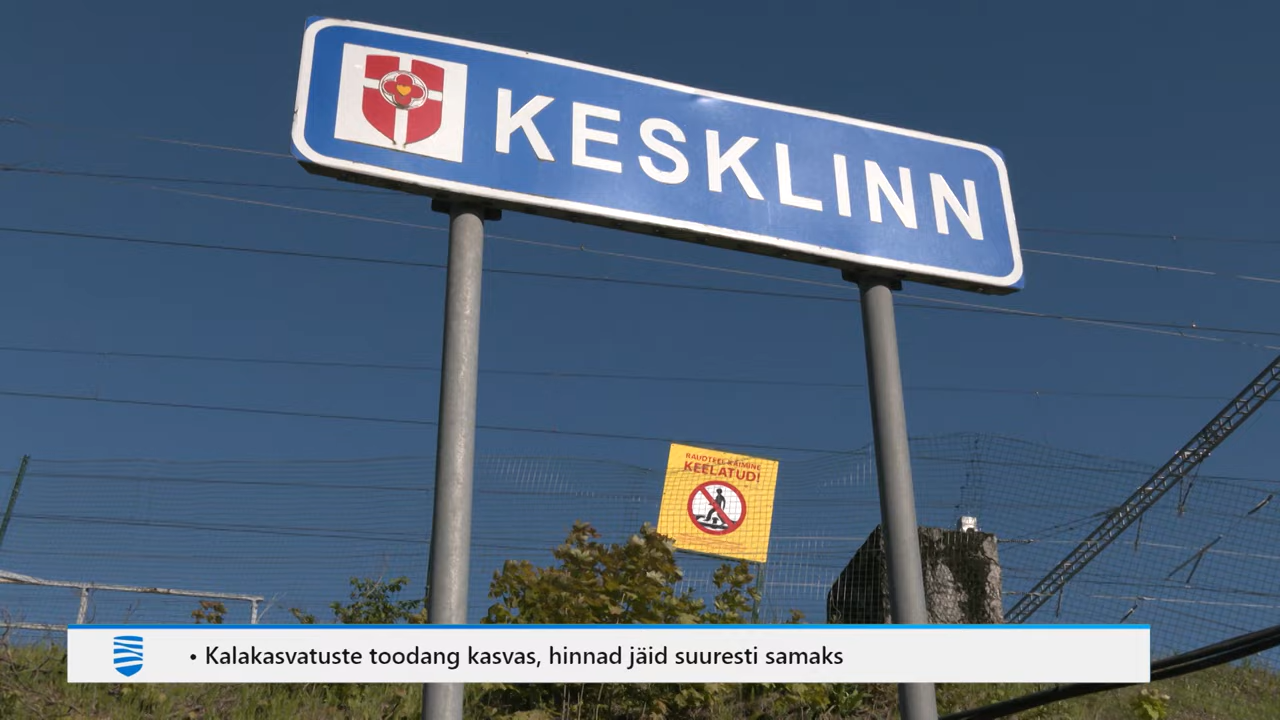 KESKLINN
RAUDTEEL KÄIMINE
KEELATUD!
• Kalakasvatuste toodang kasvas, hinnad jäid suuresti samaks